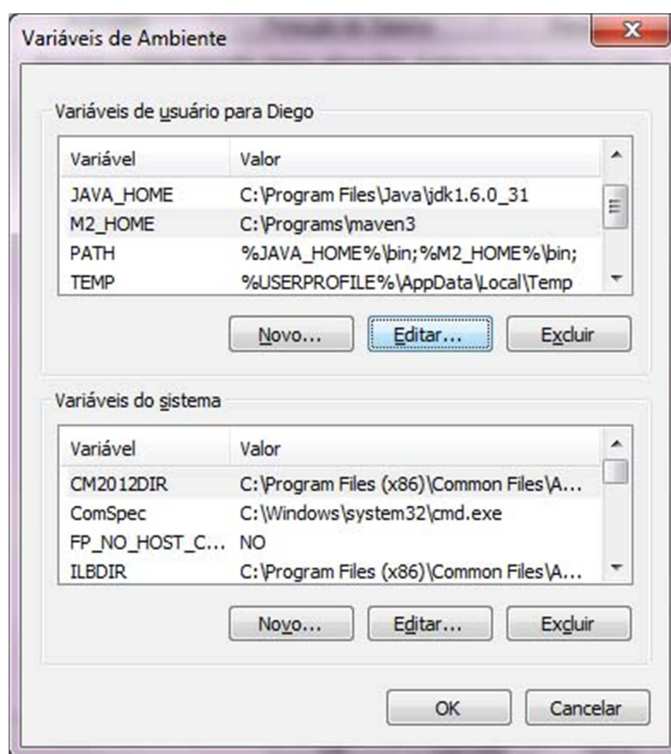 Variáveis de Ambiente
Variáveis de usuário para Diego
Variável Valor
JAVA_HOME C:\Program Files\Java\jdk1.6.0_31
M2_HOME C:\Programs\maven3
PATH %JAVA_HOME%\bin;%M2_HOME%\bin;
TEMP %USERPROFILE%\AppData\Local\Temp
Novo... Editar... Excluir
Variáveis do sistema
Variável Valor
CM2012DIR C:\Program Files (x86)\Common Files\A...
ComSpec C:\Windows\system32\cmd.exe
FP_NO_HOST_C... NO
ILBDIR C:\Program Files (x86)\Common Files\A...
Novo... Editar... Excluir
OK Cancelar